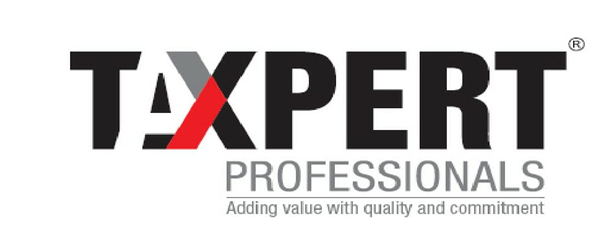 TAXPERT®
PROFESSIONALS
Adding value with quality and commitment